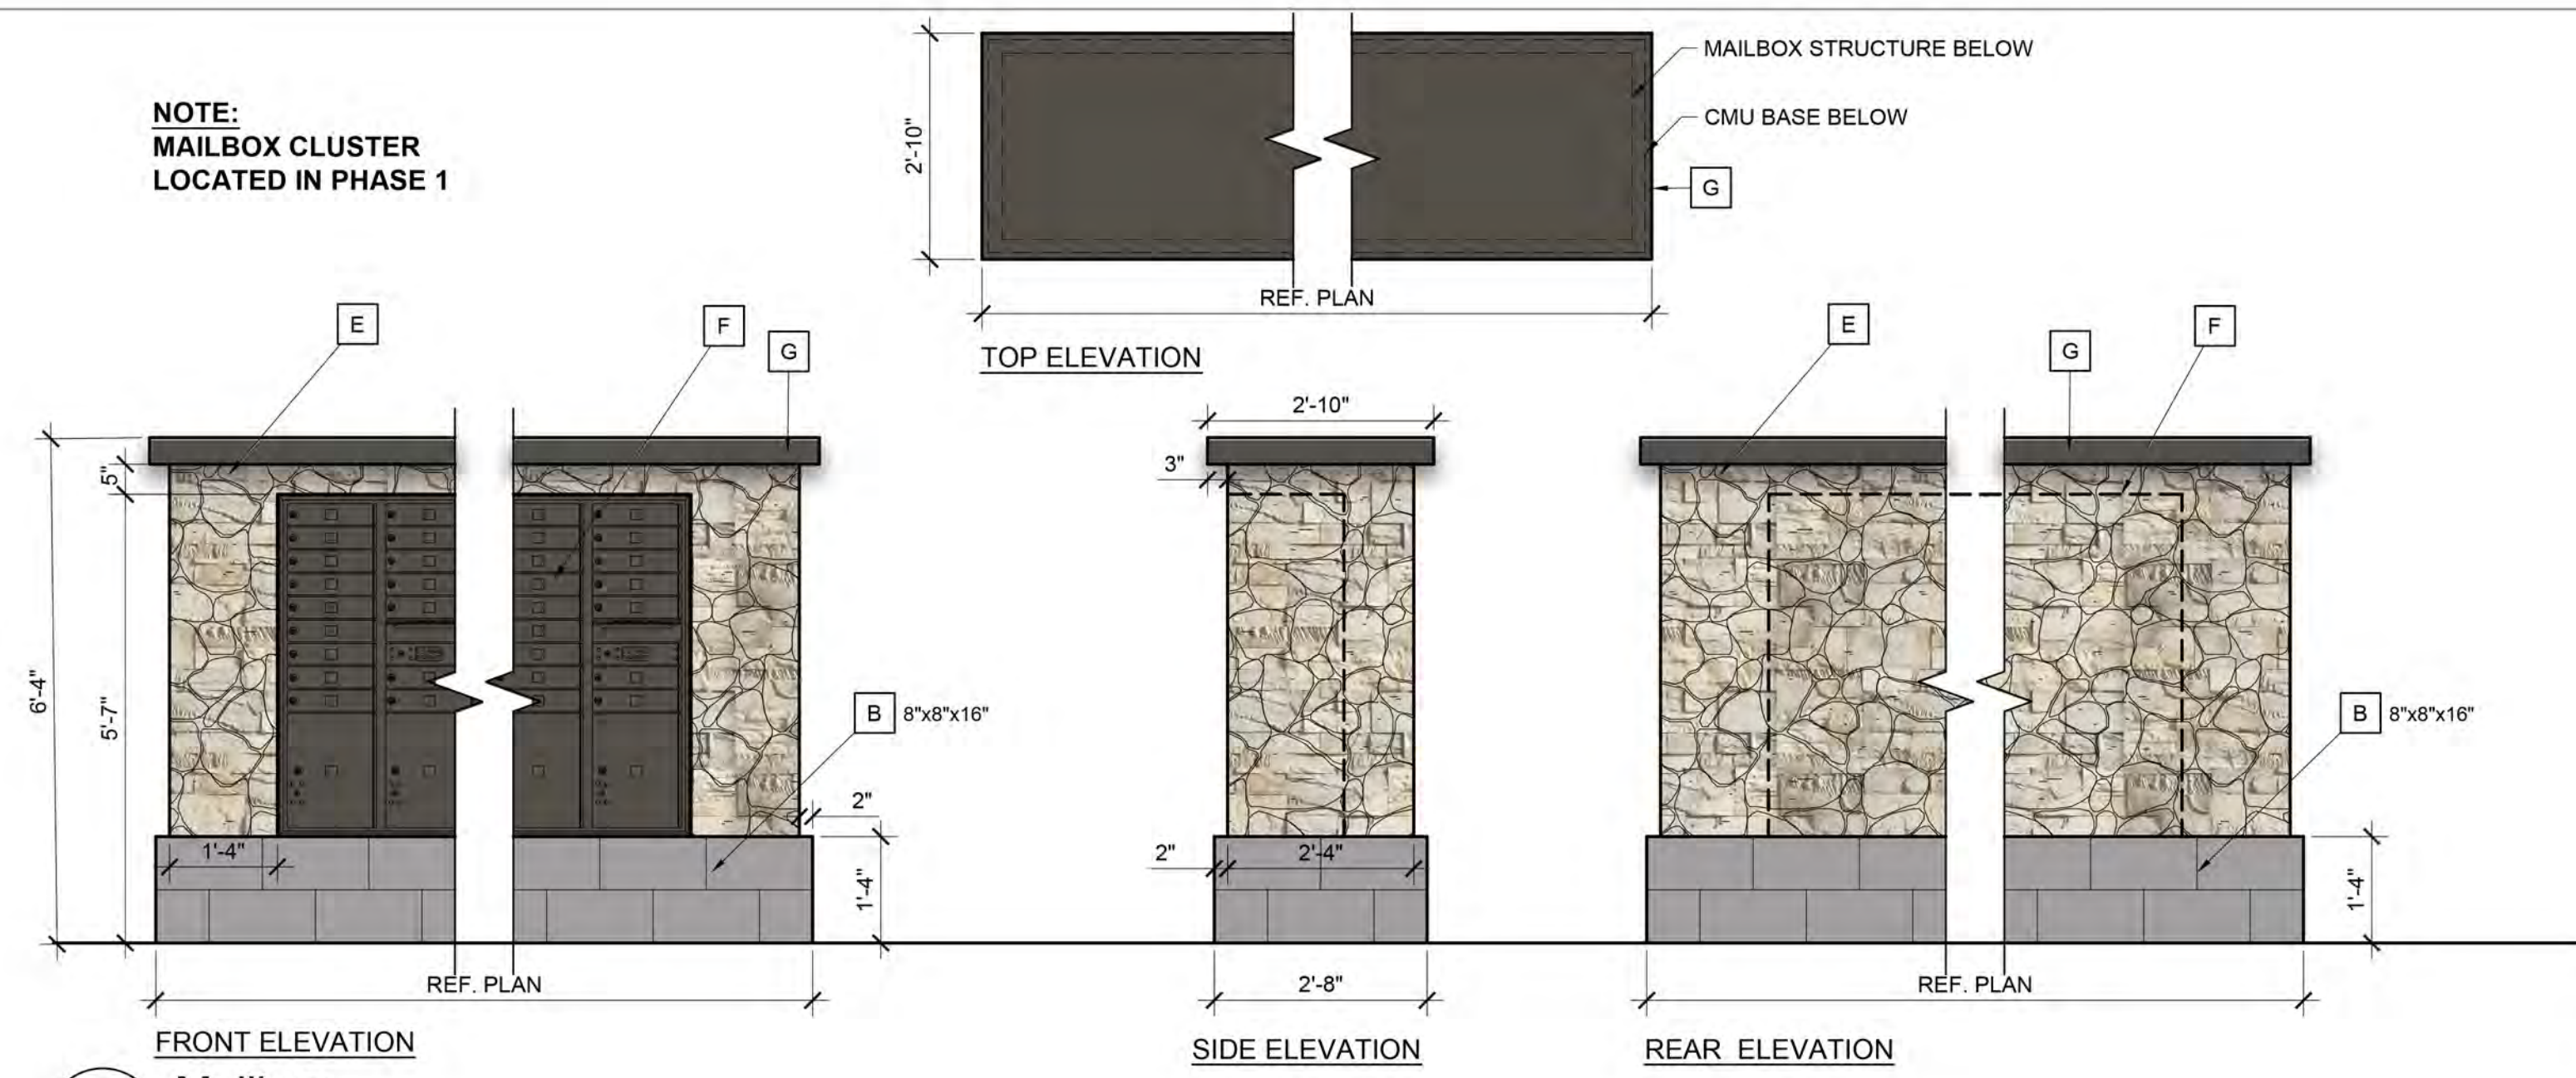 NOTE:
MAILBOX CLUSTER
LOCATED IN PHASE 1
2'-10"
MAILBOX STRUCTURE BELOW
CMU BASE BELOW
G
REF. PLAN
TOP ELEVATION
E
F
G
5"
6'-4"
5'-7"
B 8"x8"x16"
2"
1'-4"
1'-4"
REF. PLAN
FRONT ELEVATION
2'-10"
3"
2"
2'-4"
2'-8"
SIDE ELEVATION
E
G
F
B 8"x8"x16"
1'-4"
REF. PLAN
REAR ELEVATION